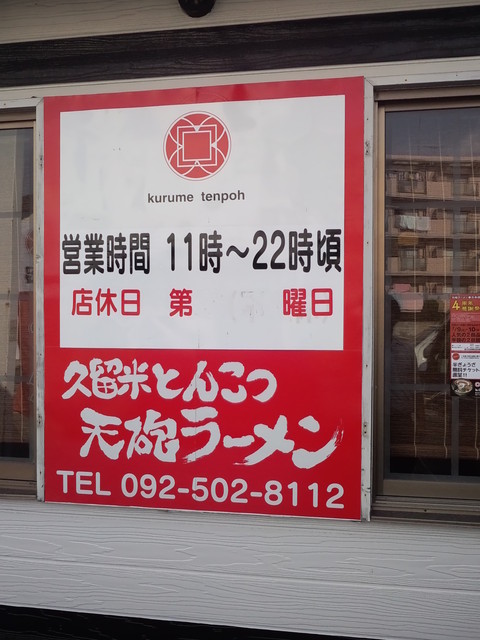 kurume tenpoh
営業時間 11時～22時頃
店休日 第 曜日
久留米とんこつ
天砲ラーメン
TEL 092-502-8112